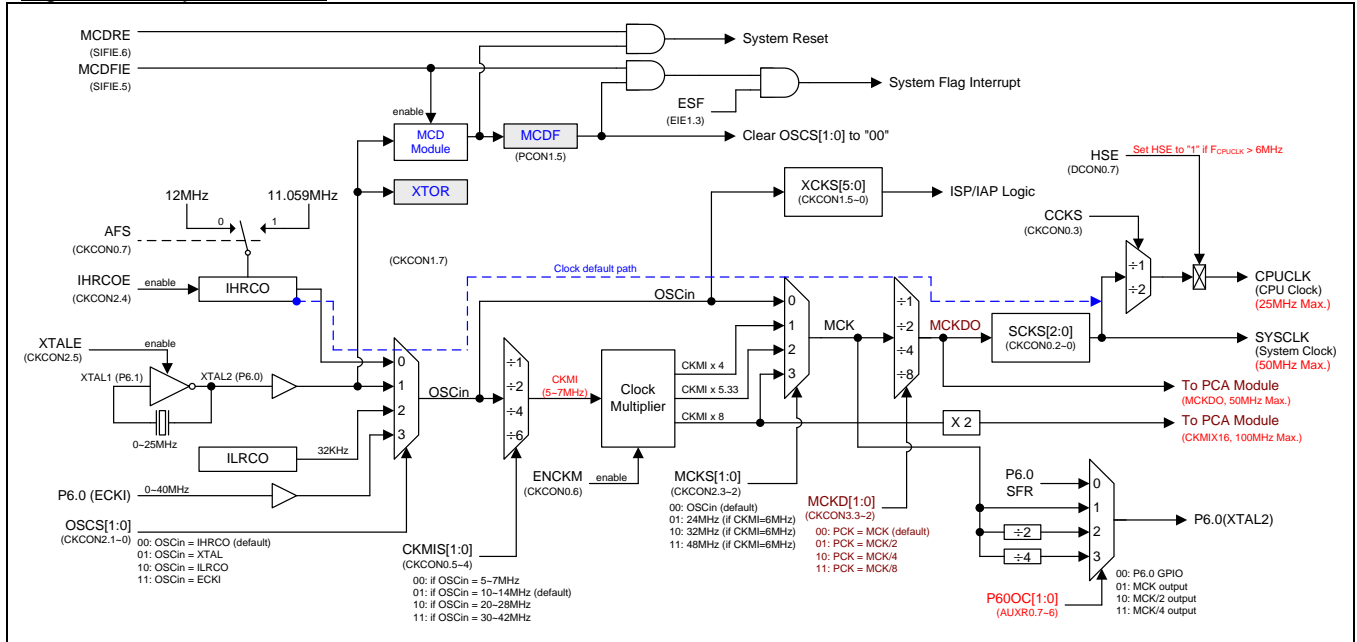 MCDRE
(SIFIE.6)
System Reset
MCDFIE
(SIFIE.5)
System Flag Interrupt
ESF
(EIE1.3)
enable
MCD
Module
MCDF
(PCON1.5)
Clear OSCS[1:0] to "00"
HSE
(DCON0.7)
Set HSE to "1" if FCPUCLK > 6MHz
XTOR
XCKS[5:0]
(CKCON1.5~0)
ISP/IAP Logic
12MHz
11.059MHz
0
1
AFS
(CKCON0.7)
CCKS
(CKCON0.3)
(CKCON1.7)
IHRCOE
(CKCON2.4)
enable
IHRCO
Clock default path
OSCin
÷1
÷2
CPUCLK
(CPU Clock)
(25MHz Max.)
0
1
2
3
MCK
÷1
÷2
÷4
÷8
MCKDO
SCKS[2:0]
(CKCON0.2~0)
SYSCLK
(System Clock)
(50MHz Max.)
XTALE
(CKCON2.5)
enable
XTAL1 (P6.1)
XTAL2 (P6.0)
0~25MHz
0
1
2
3
OSCin
÷1
÷2
÷4
÷6
CKMI
(5~7MHz)
Clock
Multiplier
CKMI x 4
CKMI x 5.33
CKMI x 8
To PCA Module
(MCKDO, 50MHz Max.)
X 2
To PCA Module
(CKMIX16, 100MHz Max.)
ILRCO
32KHz
P6.0 (ECKI)
0~40MHz
ENCKM
(CKCON0.6)
enable
OSCS[1:0]
(CKCON2.1~0)
00: OSCin = IHRCO (default)
01: OSCin = XTAL
10: OSCin = ILRCO
11: OSCin = ECKI
CKMIS[1:0]
(CKCON0.5~4)
00: if OSCin = 5~7MHz
01: if OSCin = 10~14MHz (default)
10: if OSCin = 20~28MHz
11: if OSCin = 30~42MHz
MCKS[1:0]
(CKCON2.3~2)
00: OSCin (default)
01: 24MHz (if CKMI=6MHz)
10: 32MHz (if CKMI=6MHz)
11: 48MHz (if CKMI=6MHz)
MCKD[1:0]
(CKCON3.3~2)
00: PCK = MCK (default)
01: PCK = MCK/2
10: PCK = MCK/4
11: PCK = MCK/8
P6.0
SFR
0
1
2
3
÷2
÷4
P6.0(XTAL2)
P60OC[1:0]
(AUXR0.7~6)
00: P6.0 GPIO
01: MCK output
10: MCK/2 output
11: MCK/4 output